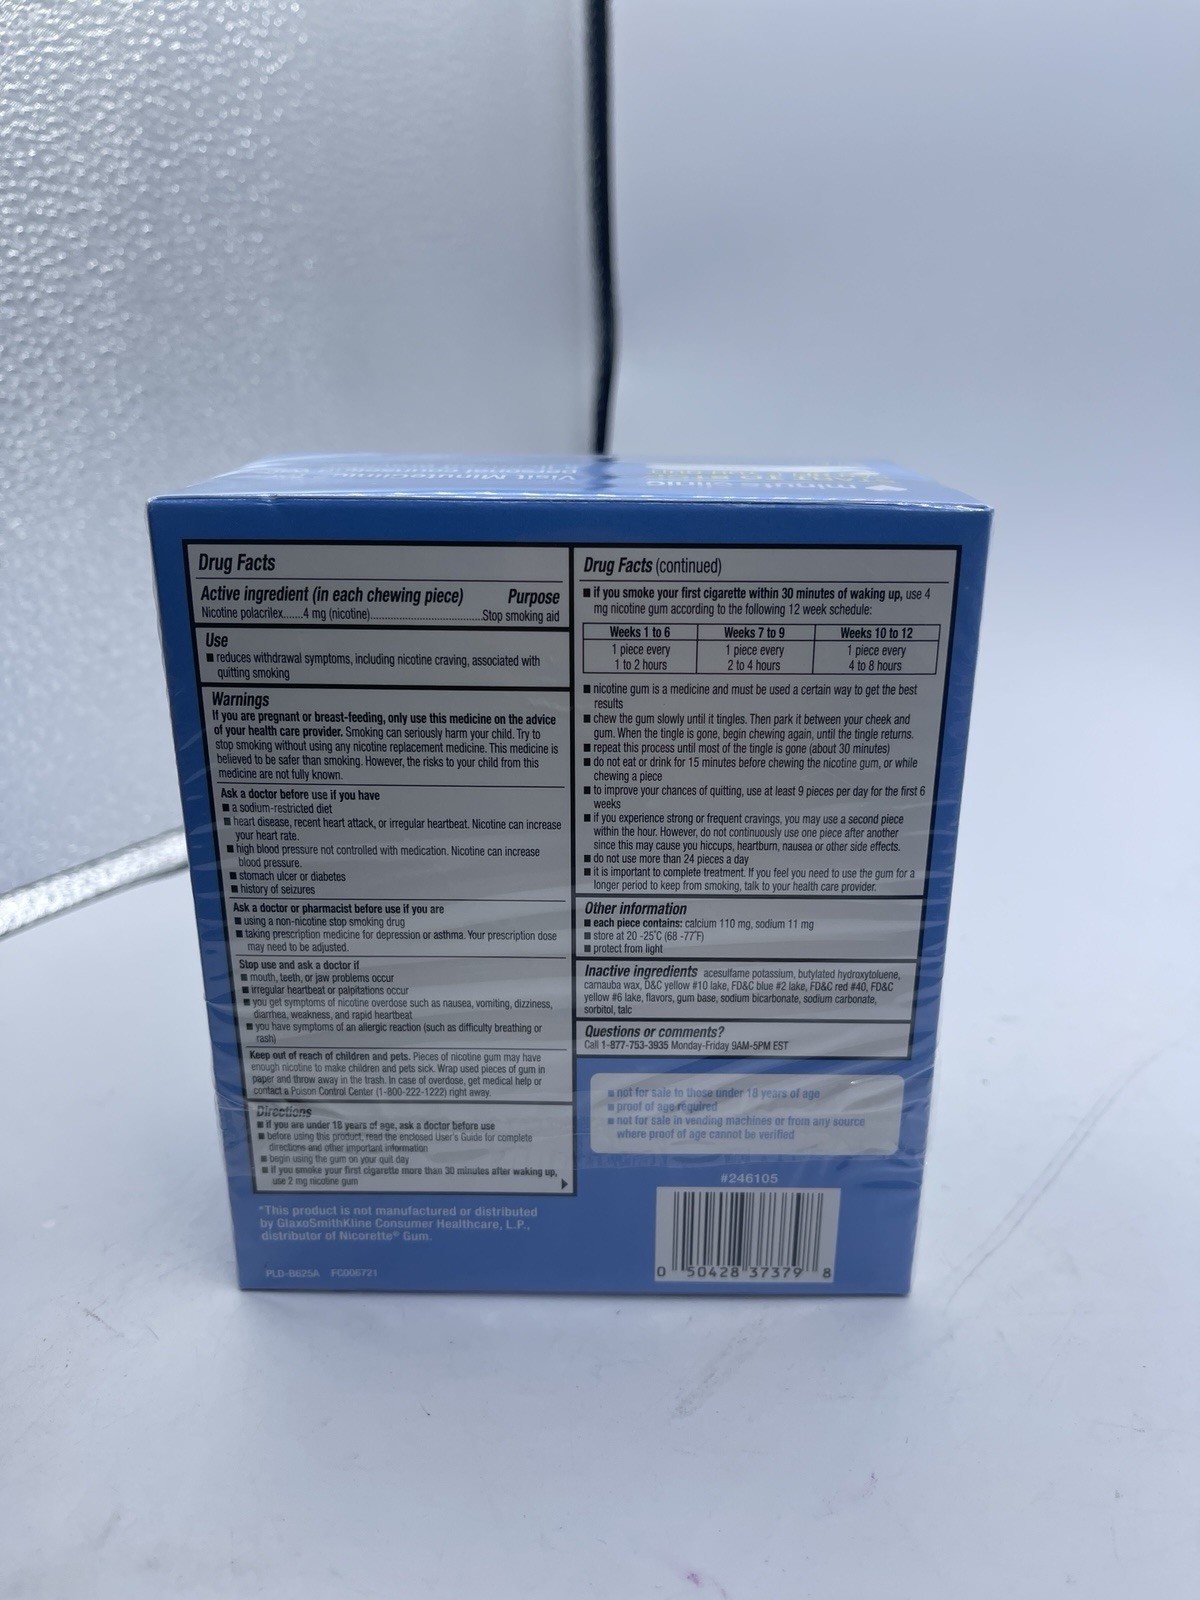 minute clinic
Visit MinuteClinic
Drug Facts
Active ingredient (in each chewing piece) Purpose
Nicotine polacrilex.......4 mg (nicotine)..................................Stop smoking aid
Use
■ reduces withdrawal symptoms, including nicotine craving, associated with
quitting smoking
Warnings
If you are pregnant or breast-feeding, only use this medicine on the advice
of your health care provider. Smoking can seriously harm your child. Try to
stop smoking without using any nicotine replacement medicine. This medicine is
believed to be safer than smoking. However, the risks to your child from this
medicine are not fully known.
Ask a doctor before use if you have
■ a sodium-restricted diet
■ heart disease, recent heart attack, or irregular heartbeat. Nicotine can increase
your heart rate.
■ high blood pressure not controlled with medication. Nicotine can increase
blood pressure.
■ stomach ulcer or diabetes
■ history of seizures
Ask a doctor or pharmacist before use if you are
■ using a non-nicotine stop smoking drug
■ taking prescription medicine for depression or asthma. Your prescription dose
may need to be adjusted.
Stop use and ask a doctor if
■ mouth, teeth, or jaw problems occur
■ irregular heartbeat or palpitations occur
■ you get symptoms of nicotine overdose such as nausea, vomiting, dizziness,
diarrhea, weakness, and rapid heartbeat
■ you have symptoms of an allergic reaction (such as difficulty breathing or
rash)
Keep out of reach of children and pets. Pieces of nicotine gum may have
enough nicotine to make children and pets sick. Wrap used pieces of gum in
paper and throw away in the trash. In case of overdose, get medical help or
contact a Poison Control Center (1-800-222-1222) right away.
Directions
■ if you are under 18 years of age, ask a doctor before use
■ before using this product, read the enclosed User's Guide for complete
directions and other important information
■ begin using the gum on your quit day
■ if you smoke your first cigarette more than 30 minutes after waking up,
use 2 mg nicotine gum
Drug Facts (continued)
■ if you smoke your first cigarette within 30 minutes of waking up, use 4
mg nicotine gum according to the following 12 week schedule:
Weeks 1 to 6 Weeks 7 to 9 Weeks 10 to 12
1 piece every 1 piece every 1 piece every
1 to 2 hours 2 to 4 hours 4 to 8 hours
■ nicotine gum is a medicine and must be used a certain way to get the best
results
■ chew the gum slowly until it tingles. Then park it between your cheek and
gum. When the tingle is gone, begin chewing again, until the tingle returns.
■ repeat this process until most of the tingle is gone (about 30 minutes)
■ do not eat or drink for 15 minutes before chewing the nicotine gum, or while
chewing a piece
■ to improve your chances of quitting, use at least 9 pieces per day for the first 6
weeks
■ if you experience strong or frequent cravings, you may use a second piece
within the hour. However, do not continuously use one piece after another
since this may cause you hiccups, heartburn, nausea or other side effects.
■ do not use more than 24 pieces a day
■ it is important to complete treatment. If you feel you need to use the gum for a
longer period to keep from smoking, talk to your health care provider.
Other information
■ each piece contains: calcium 110 mg, sodium 11 mg
■ store at 20 -25˚C (68 -77˚F)
■ protect from light
Inactive ingredients acesulfame potassium, butylated hydroxytoluene,
carnauba wax, D&C yellow #10 lake, FD&C blue #2 lake, FD&C red #40, FD&C
yellow #6 lake, flavors, gum base, sodium bicarbonate, sodium carbonate,
sorbitol, talc
Questions or comments?
Call 1-877-753-3935 Monday-Friday 9AM-5PM EST
■ not for sale to those under 18 years of age
■ proof of age required
■ not for sale in vending machines or from any source
where proof of age cannot be verified
#246105
0 50428 37379 8
*This product is not manufactured or distributed
by GlaxoSmithKline Consumer Healthcare, L.P.,
distributor of Nicorette® Gum.
PLD-B625A FC006721